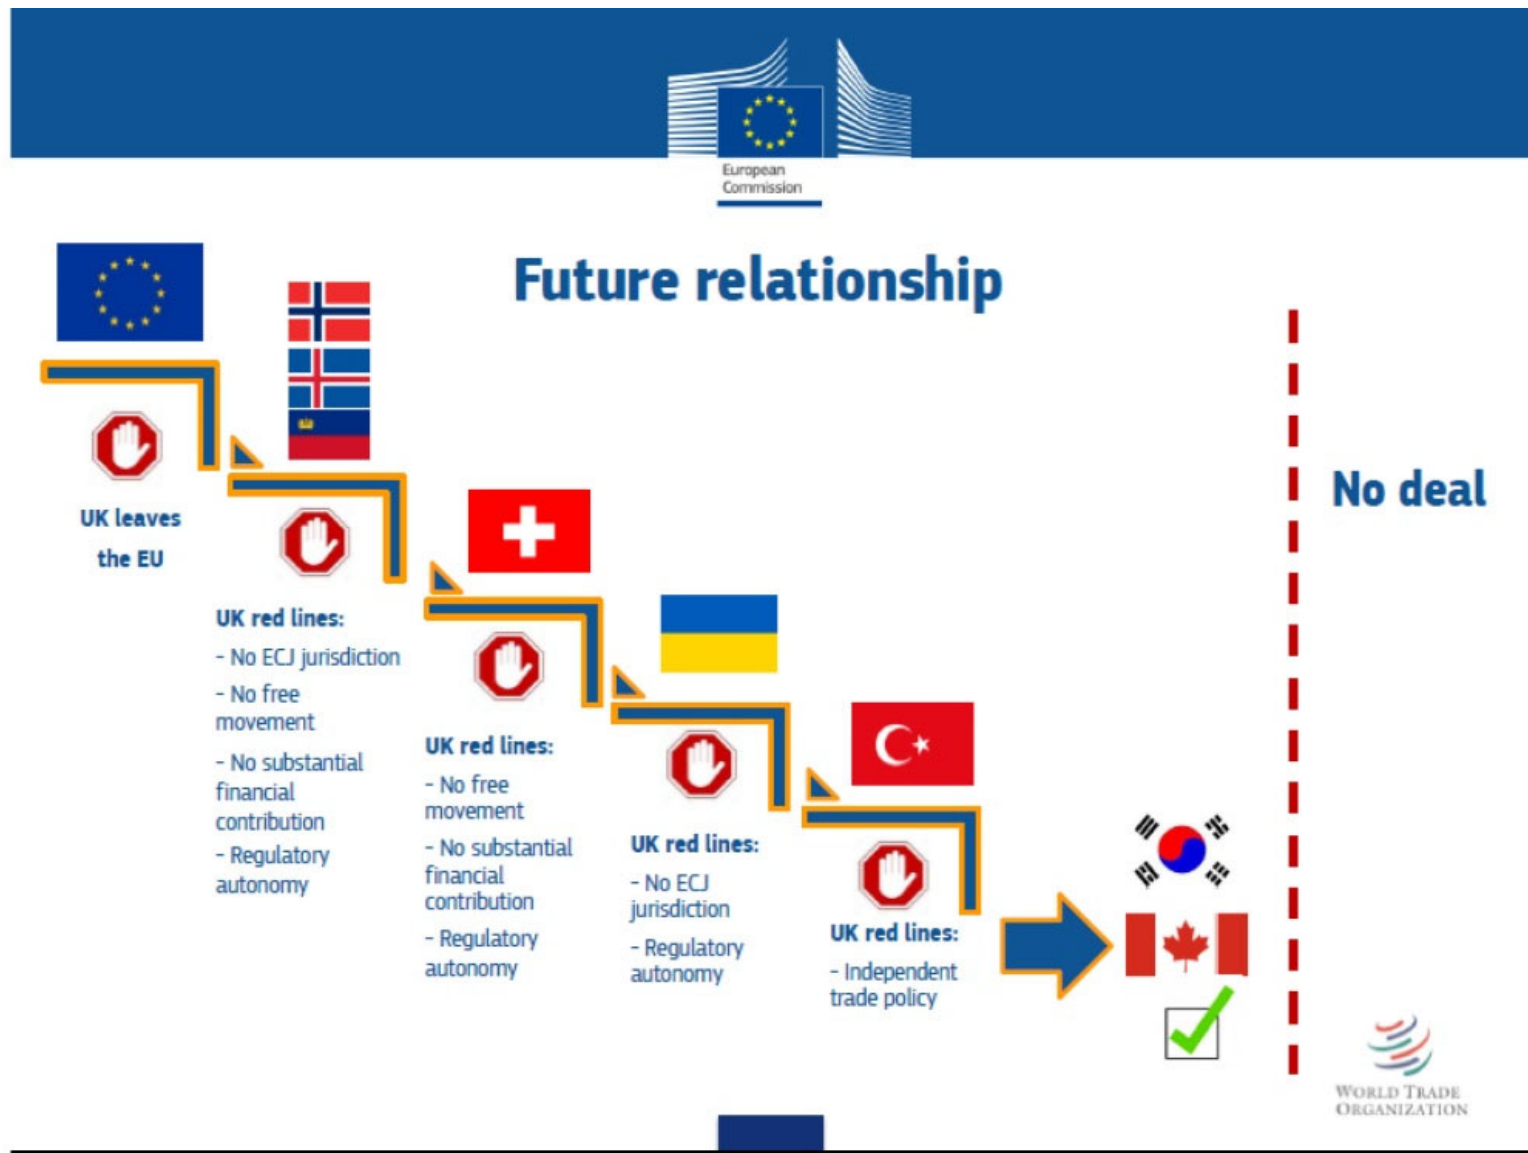 European
Commission
Future relationship
No deal
UK leaves
the EU
UK red lines:
- No ECJ jurisdiction
- No free
movement
- No substantial
financial
contribution
- Regulatory
autonomy
UK red lines:
- No free
movement
- No substantial
financial
contribution
- Regulatory
autonomy
UK red lines:
- No ECJ
jurisdiction
- Regulatory
autonomy
UK red lines:
- Independent
trade policy
WORLD TRADE
ORGANIZATION